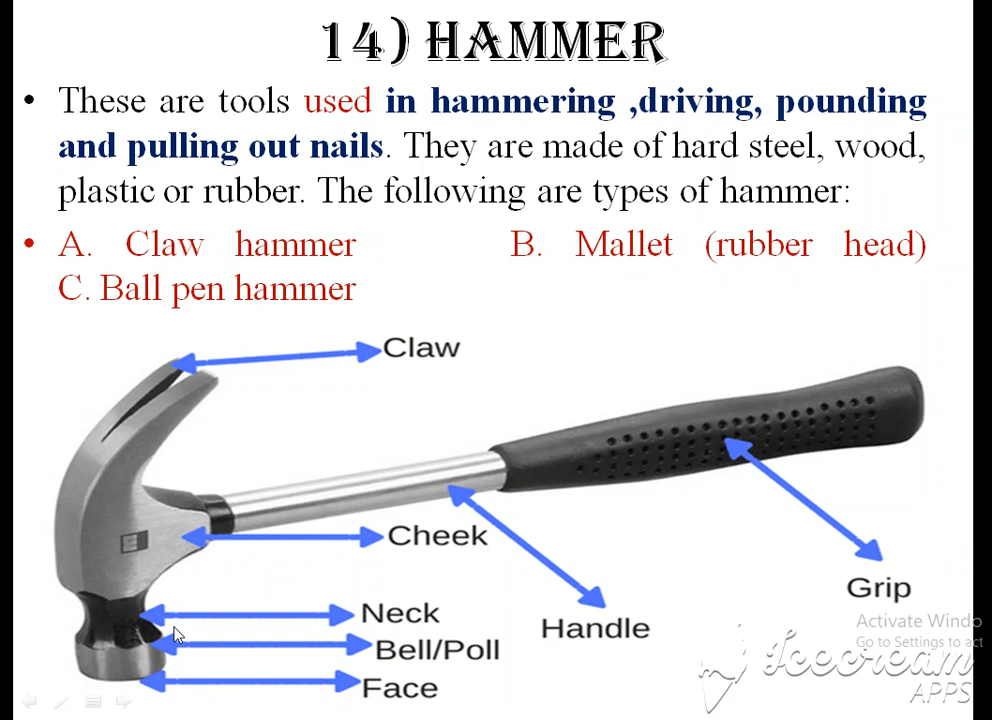 14) HAMMER
• These are tools used in hammering ,driving, pounding
and pulling out nails. They are made of hard steel, wood,
plastic or rubber. The following are types of hammer:
• A. Claw hammer B. Mallet (rubber head)
C. Ball pen hammer
Claw
Cheek
Grip
Neck
Handle
Bell/Poll
Face
Activate Windo
Go to Settings to act
Icecream
APPS